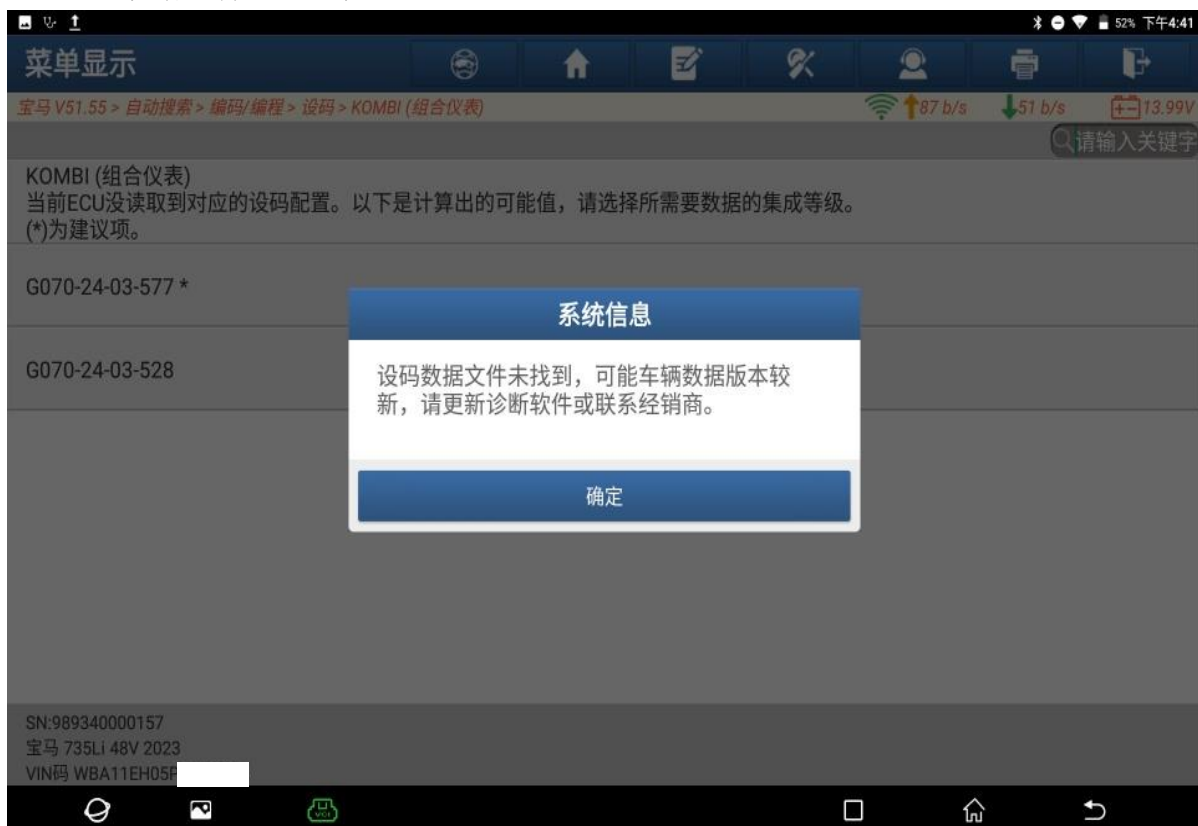 52% 下午4:41
菜单显示
宝马 V51.55 > 自动搜索 > 编码/编程 > 设码 > KOMBI (组合仪表) 87 b/s 51 b/s 13.99V
请输入关键字
KOMBI (组合仪表)
当前ECU没读取到对应的设码配置。以下是计算出的可能值，请选择所需要数据的集成等级。
(*)为建议项。
G070-24-03-577 *
系统信息
G070-24-03-528
设码数据文件未找到，可能车辆数据版本较
新，请更新诊断软件或联系经销商。
确定
SN:989340000157
宝马 735Li 48V 2023
VIN码 WBA11EH05P
VCI